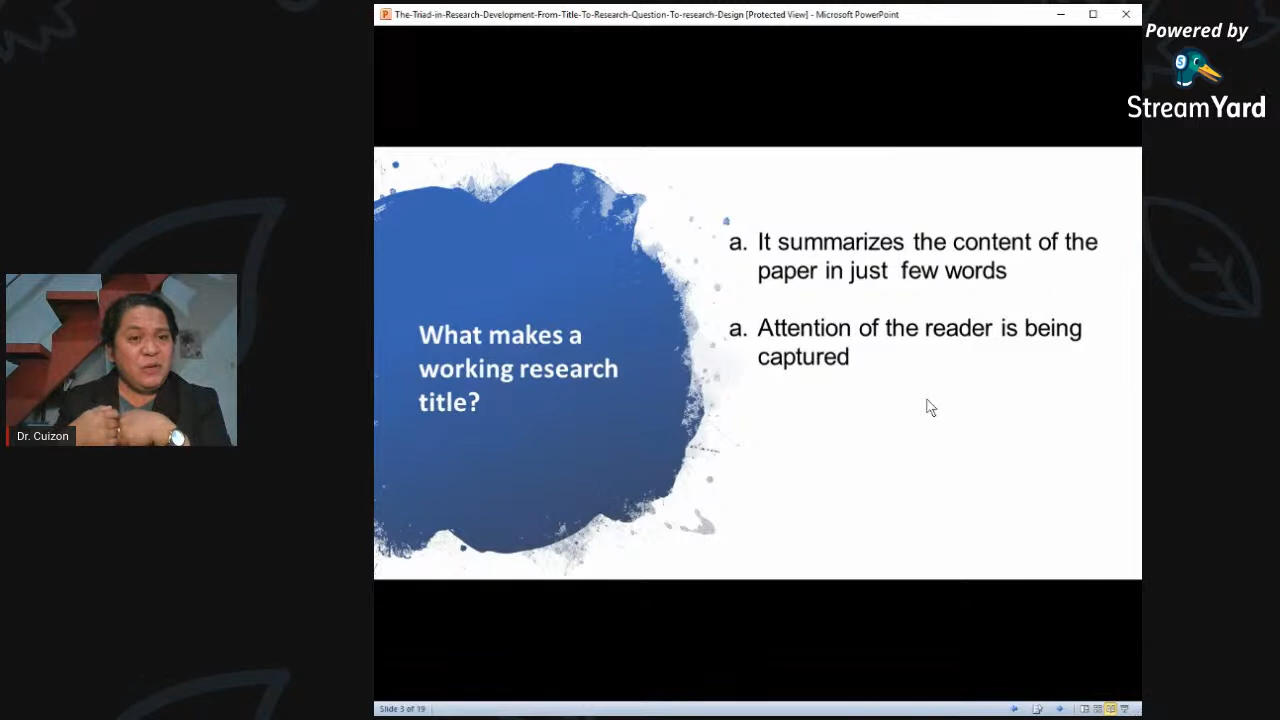 The-Triad-in-Research-Development-From-Title-To-Research-Question-To-research-Design [Protected View] - Microsoft PowerPoint
Powered by
StreamYard
What makes a
working research
title?
a. It summarizes the content of the
paper in just few words
a. Attention of the reader is being
captured
Dr. Cuizon
Slide 3 of 19